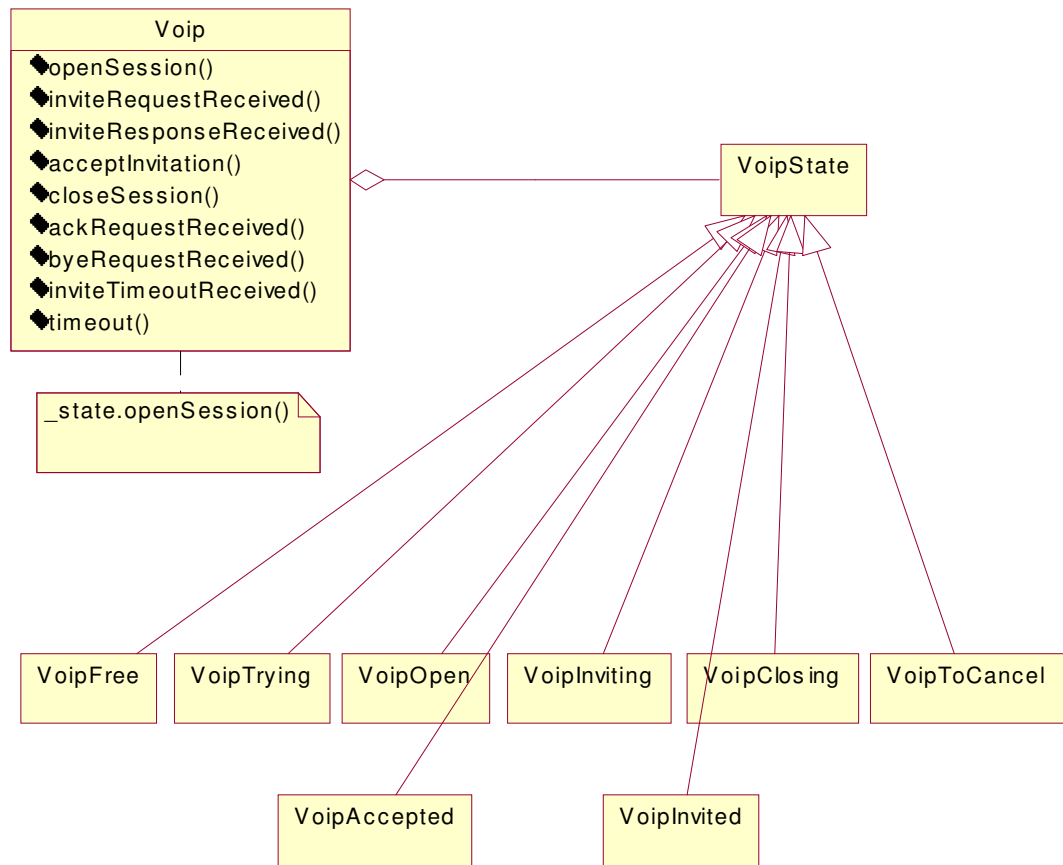 Voip
openSession()
inviteRequestReceived()
inviteResponseReceived()
acceptInvitation()
closeSession()
ackRequestReceived()
byeRequestReceived()
inviteTimeoutReceived()
timeout()
_state.openSession()
VoipState
VoipFree
VoipTrying
VoipOpen
VoipInviting
VoipClosing
VoipToCancel
VoipAccepted
VoipInvited